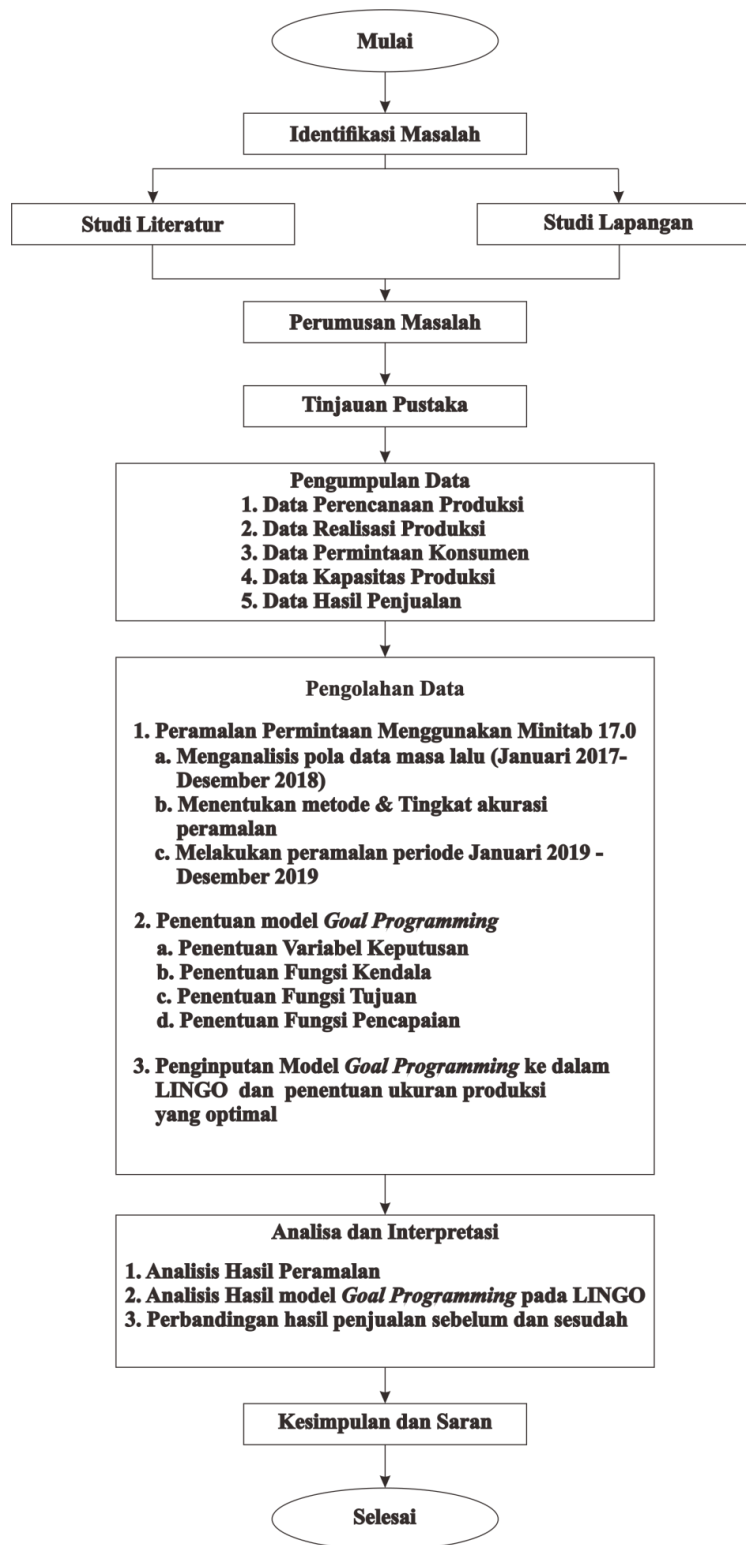 Mulai
Identifikasi Masalah
Studi Literatur
Studi Lapangan
Perumusan Masalah
Tinjauan Pustaka
Pengumpulan Data
1. Data Perencanaan Produksi
2. Data Realisasi Produksi
3. Data Permintaan Konsumen
4. Data Kapasitas Produksi
5. Data Hasil Penjualan
Pengolahan Data
1. Peramalan Permintaan Menggunakan Minitab 17.0
a. Menganalisis pola data masa lalu (Januari 2017-
Desember 2018)
b. Menentukan metode & Tingkat akurasi
peramalan
c. Melakukan peramalan periode Januari 2019 -
Desember 2019
2. Penentuan model Goal Programming
a. Penentuan Variabel Keputusan
b. Penentuan Fungsi Kendala
c. Penentuan Fungsi Tujuan
d. Penentuan Fungsi Pencapaian
3. Penginputan Model Goal Programming ke dalam
LINGO dan penentuan ukuran produksi
yang optimal
Analisa dan Interpretasi
1. Analisis Hasil Peramalan
2. Analisis Hasil model Goal Programming pada LINGO
3. Perbandingan hasil penjualan sebelum dan sesudah
Kesimpulan dan Saran
Selesai